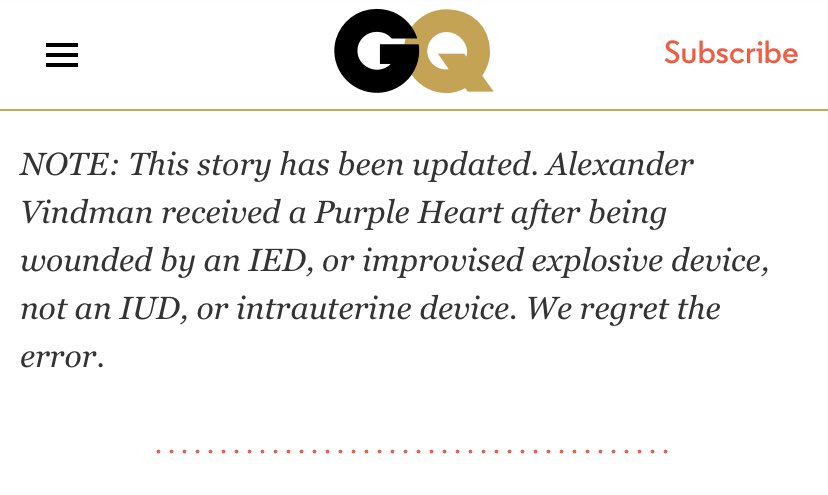 GQ
Subscribe
NOTE: This story has been updated. Alexander
Vindman received a Purple Heart after being
wounded by an IED, or improvised explosive device,
not an IUD, or intrauterine device. We regret the
error.